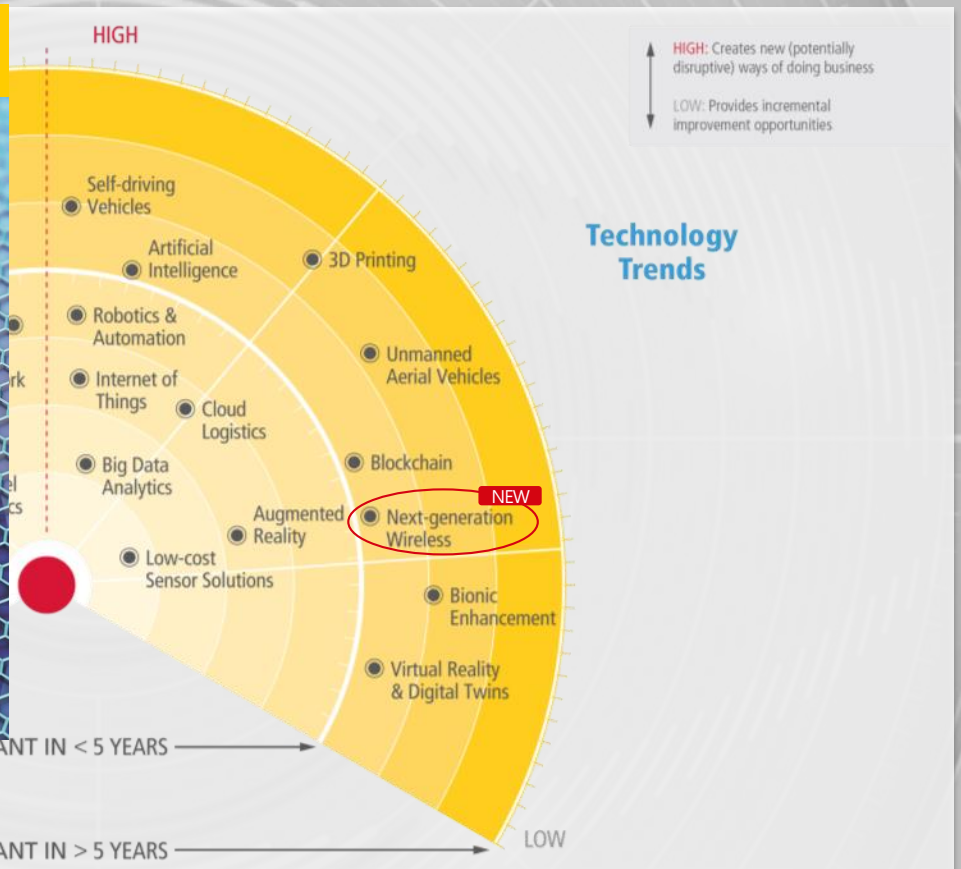 HIGH
HIGH: Creates new (potentially
disruptive) ways of doing business
LOW: Provides incremental
improvement opportunities
Technology
Trends
Self-driving
Vehicles
Artificial
Intelligence
3D Printing
Robotics &
Automation
Unmanned
Aerial Vehicles
rk
Internet of
Things
Cloud
Logistics
Big Data
Analytics
Blockchain
el
cs
NEW
Augmented
Reality
Next-generation
Wireless
Low-cost
Sensor Solutions
Bionic
Enhancement
Virtual Reality
& Digital Twins
ANT IN < 5 YEARS
LOW
ANT IN > 5 YEARS